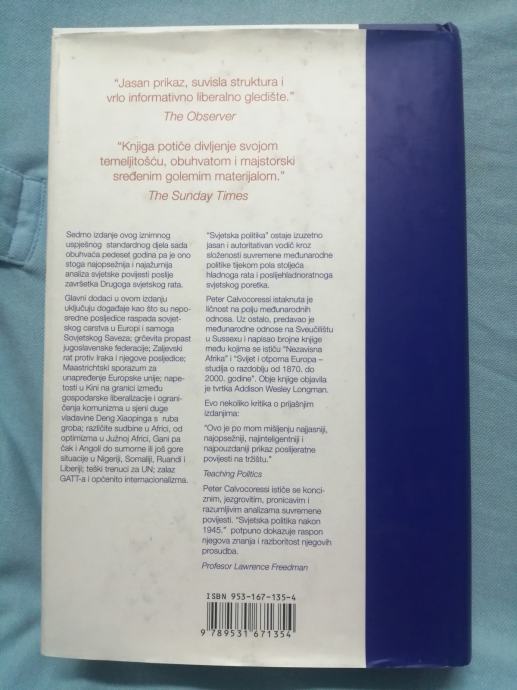 “Jasan prikaz, suvisla struktura i
vrlo informativno liberalno gledište.”
The Observer
“Knjiga potiče divljenje svojom
temeljitošću, obuhvatom i majstorski
sređenim golemim materijalom.”
The Sunday Times
Sedmo izdanje ovog iznimnog
uspješnog standardnog djela sada
obuhvaća pedeset godina pa je ono
stoga najopsežnija i najažurnija
analiza svjetske povijesti poslije
završetka Drugoga svjetskog rata.
Glavni dodaci u ovom izdanju
uključuju događaje kao što su nepo-
sredne posljedice raspada sovjet-
skog carstva u Europi i samoga
Sovjetskog Saveza; grčevita propast
jugoslavenske federacije; Zaljevski
rat protiv Iraka i njegove posljedice;
Maastrichtski sporazum za
unapređenje Europske unije; nape-
tosti u Kini na granici između
gospodarske liberalizacije i ograni-
čenja komunizma u sjeni duge
vladavine Deng Xiaopinga s ruba
groba; različite sudbine u Africi, od
optimizma u Južnoj Africi, Gani pa
čak i Angoli do sumorne ili još gore
situacije u Nigeriji, Somaliji, Ruandi i
Liberiji; teški trenuci za UN; zalaz
GATT-a i općenito internacionalizma.
“Svjetska politika” ostaje izuzetno
jasan i autoritativan vodič kroz
složenosti suvremene međunarodne
politike tijekom pola stoljeća
hladnoga rata i poslijehladnoratnoga
svjetskog poretka.
Peter Calvocoressi istaknuta je
ličnost na polju međunarodnih
odnosa. Uz ostalo, predavao je
međunarodne odnose na Sveučilištu
u Sussexu i napisao brojne knjige
među kojima se ističu “Nezavisna
Afrika” i “Svijet i otporna Europa –
studija o razdoblju od 1870. do
do 2000. godine”. Obje knjige objavila
je tvrtka Addison Wesley Longman.
Evo nekoliko kritika o prijašnjim
izdanjima:
“Ovo je po mom mišljenju najjasniji,
najopsežniji, najinteligentniji i
najpouzdaniji prikaz poslijeratne
povijesti na tržištu.”
Teaching Politics
Peter Calvocoressi ističe se konciz-
znim, jezgrovitim, pronicavim i
razumljivim analizama suvremene
povijesti. “Svjetska politika nakon
1945.” potpuno dokazuje raspon
njegova znanja i razboritost njegovih
prosudba.
Profesor Lawrence Freedman
ISBN 953-167-135-4
9 789531 671354